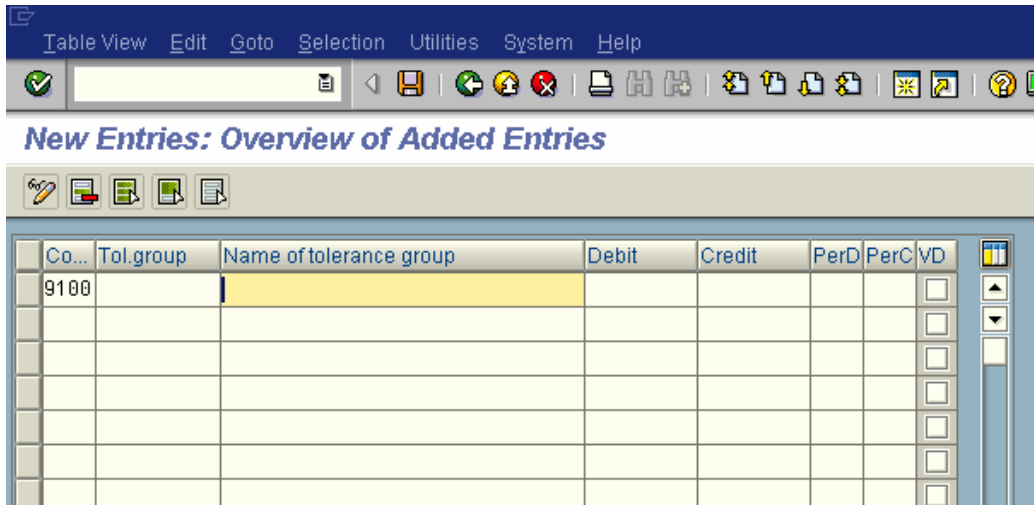 Table View Edit Goto Selection Utilities System Help
New Entries: Overview of Added Entries
Co... Tol.group Name of tolerance group Debit Credit PerD PerC VD
9100